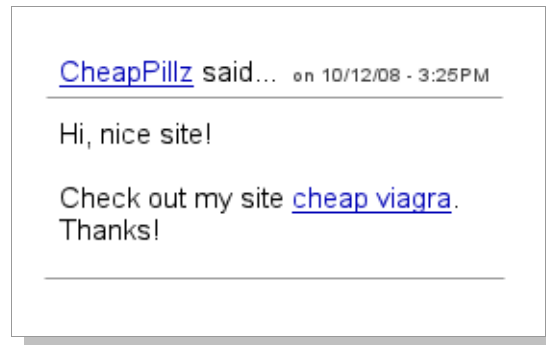 CheapPillz said... on 10/12/08 - 3:25PM
Hi, nice site!
Check out my site cheap viagra.
Thanks!